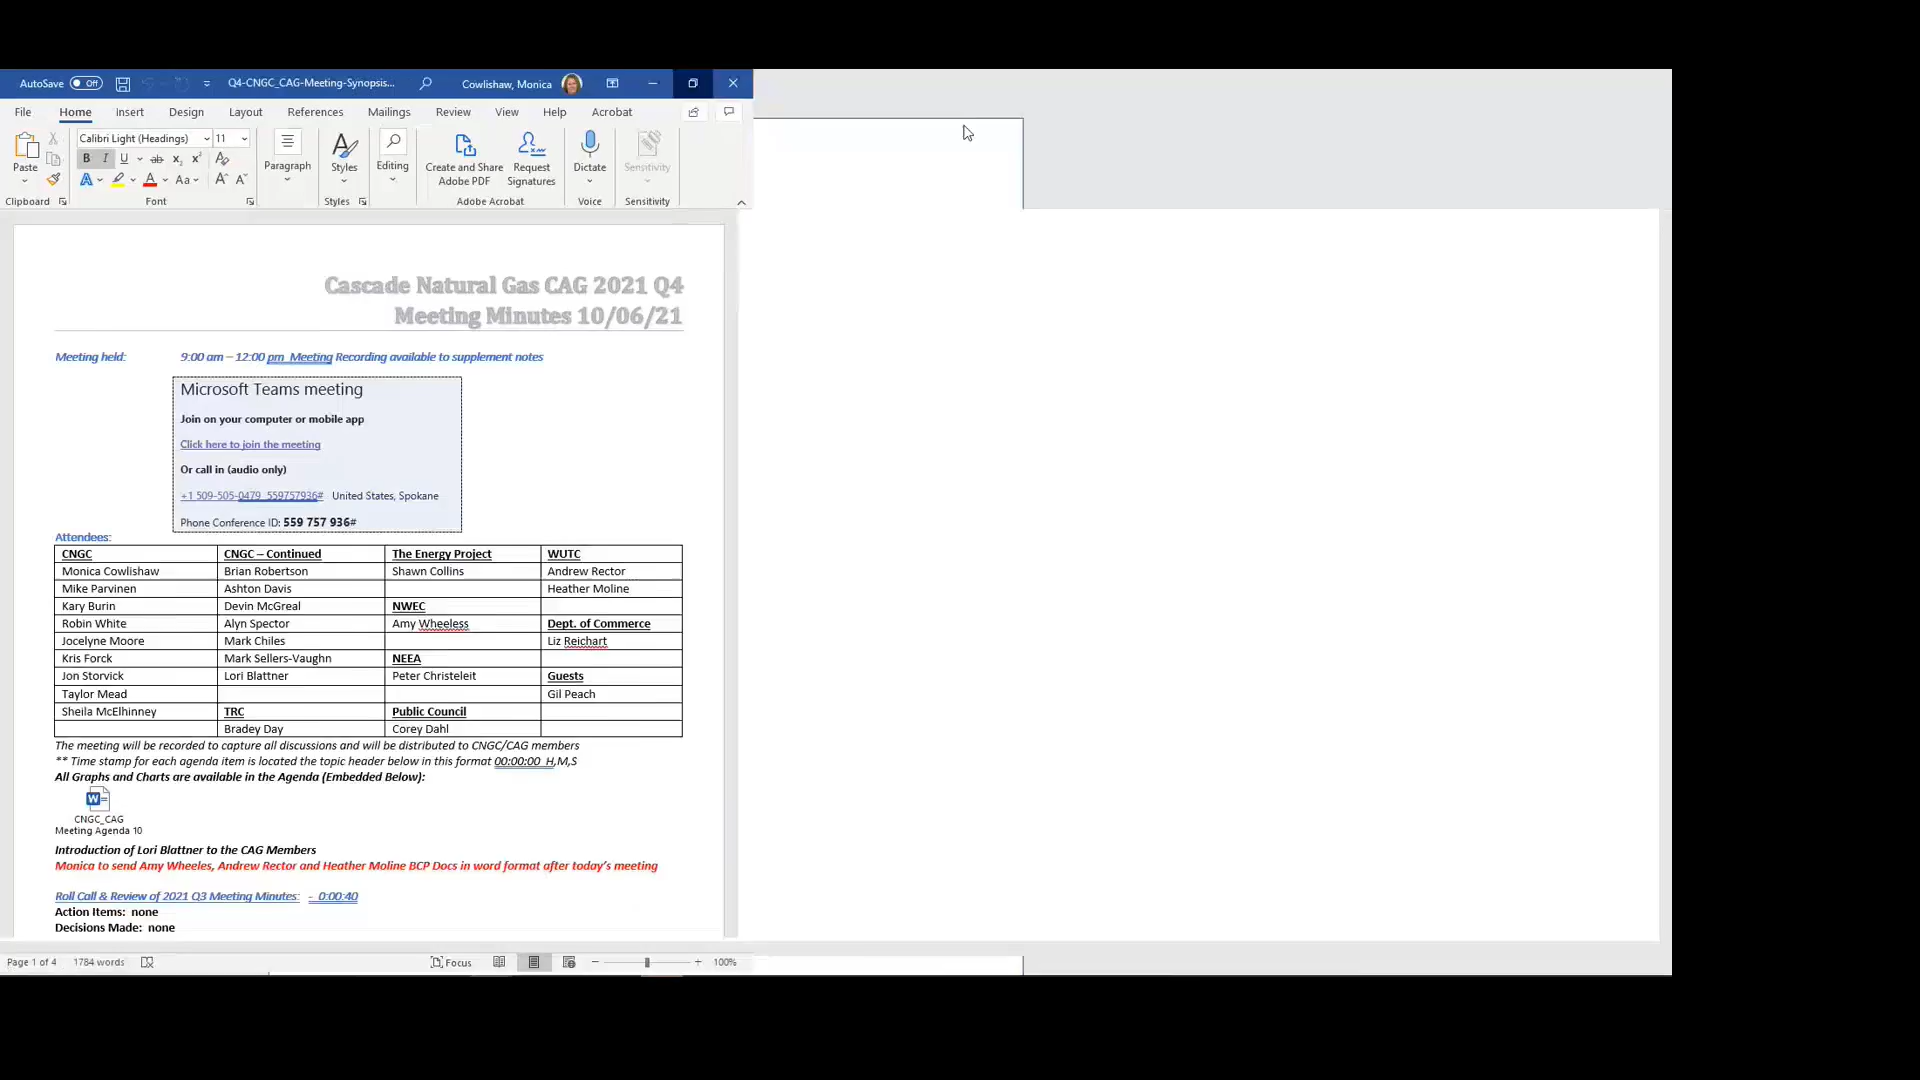 AutoSave Off Q4-CNGC_CAG-Meeting-Synopsis... Cowlishaw, Monica
File Home Insert Design Layout References Mailings Review View Help Acrobat
Calibri Light (Headings) 11
Paste Paragraph Styles Editing Create and Share Adobe PDF Request Signatures Dictate Sensitivity
Clipboard Font Styles Adobe Acrobat Voice Sensitivity
Cascade Natural Gas CAG 2021 Q4
Meeting Minutes 10/06/21
Meeting held: 9:00 am – 12:00 pm Meeting Recording available to supplement notes
Microsoft Teams meeting
Join on your computer or mobile app
Click here to join the meeting
Or call in (audio only)
+1 509-505-0479 559757936# United States, Spokane
Phone Conference ID: 559 757 936#
Attendees:
CNGC CNGC – Continued The Energy Project WUTC
Monica Cowlishaw Brian Robertson Shawn Collins Andrew Rector
Mike Parvinen Ashton Davis Heather Moline
Kary Burin Devin McGreal NWEC
Robin White Alyn Spector Amy Wheeless Dept. of Commerce
Jocelyne Moore Mark Chiles Liz Reichart
Kris Forck Mark Sellers-Vaughn NEEA
Jon Storvick Lori Blattner Peter Christeleit Guests
Taylor Mead Gil Peach
Sheila McElhinney TRC Public Council
Bradey Day Corey Dahl
The meeting will be recorded to capture all discussions and will be distributed to CNGC/CAG members
** Time stamp for each agenda item is located the topic header below in this format 00:00:00 H,M,S
All Graphs and Charts are available in the Agenda (Embedded Below):
CNGC_CAG
Meeting Agenda 10
Introduction of Lori Blattner to the CAG Members
Monica to send Amy Wheeles, Andrew Rector and Heather Moline BCP Docs in word format after today's meeting
Roll Call & Review of 2021 Q3 Meeting Minutes: - 0:00:40
Action Items: none
Decisions Made: none
Page 1 of 4 1784 words Focus 100%